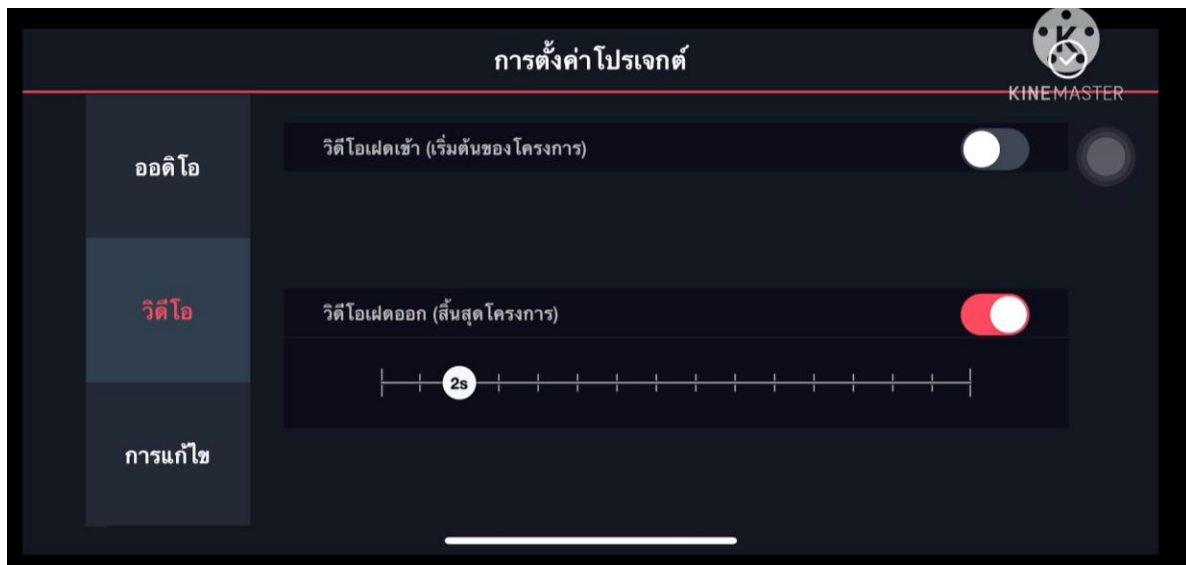 การตั้งค่าโปรเจกต์
KINEMASTER
ออดิโอ
วิดีโอเฝดเข้า (เริ่มต้นของโครงการ)
วิดีโอ
วิดีโอเฝดออก (สิ้นสุดโครงการ)
2s
การแก้ไข